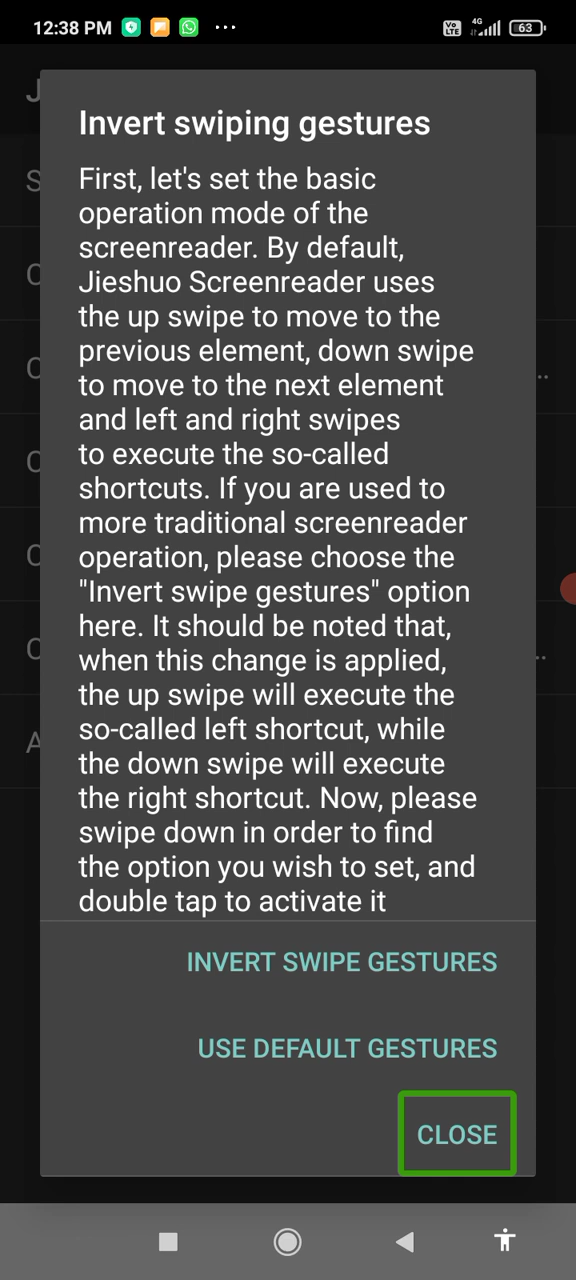 12:38 PM
Vo LTE
4G
63
Invert swiping gestures
First, let's set the basic
operation mode of the
screenreader. By default,
Jieshuo Screenreader uses
the up swipe to move to the
previous element, down swipe
to move to the next element
and left and right swipes
to execute the so-called
shortcuts. If you are used to
more traditional screenreader
operation, please choose the
"Invert swipe gestures" option
here. It should be noted that,
when this change is applied,
the up swipe will execute the
so-called left shortcut, while
the down swipe will execute
the right shortcut. Now, please
swipe down in order to find
the option you wish to set, and
double tap to activate it
INVERT SWIPE GESTURES
USE DEFAULT GESTURES
CLOSE